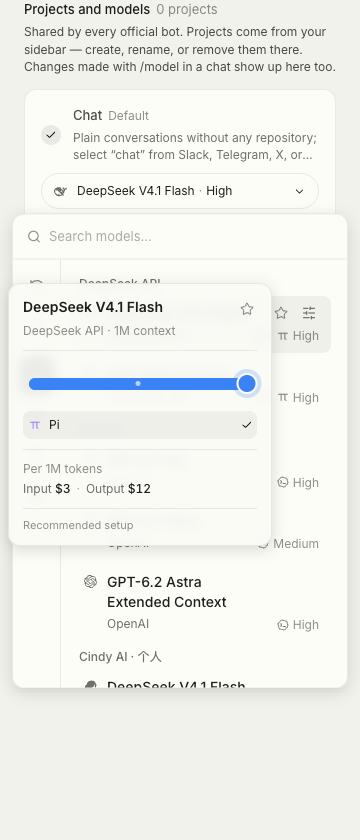 Projects and models 0 projects
Shared by every official bot. Projects come from your
sidebar — create, rename, or remove them there.
Changes made with /model in a chat show up here too.
Chat Default
Plain conversations without any repository;
select “chat” from Slack, Telegram, X, or...
DeepSeek V4.1 Flash · High
Search models...
DeepSeek API
DeepSeek V4.1 Flash
DeepSeek API · 1M context
High
High
Pi
Per 1M tokens
Input $3 · Output $12
High
Recommended setup
OpenAI
Medium
GPT-6.2 Astra
Extended Context
OpenAI
High
Cindy AI · 个人
DeepSeek V4.1 Flash